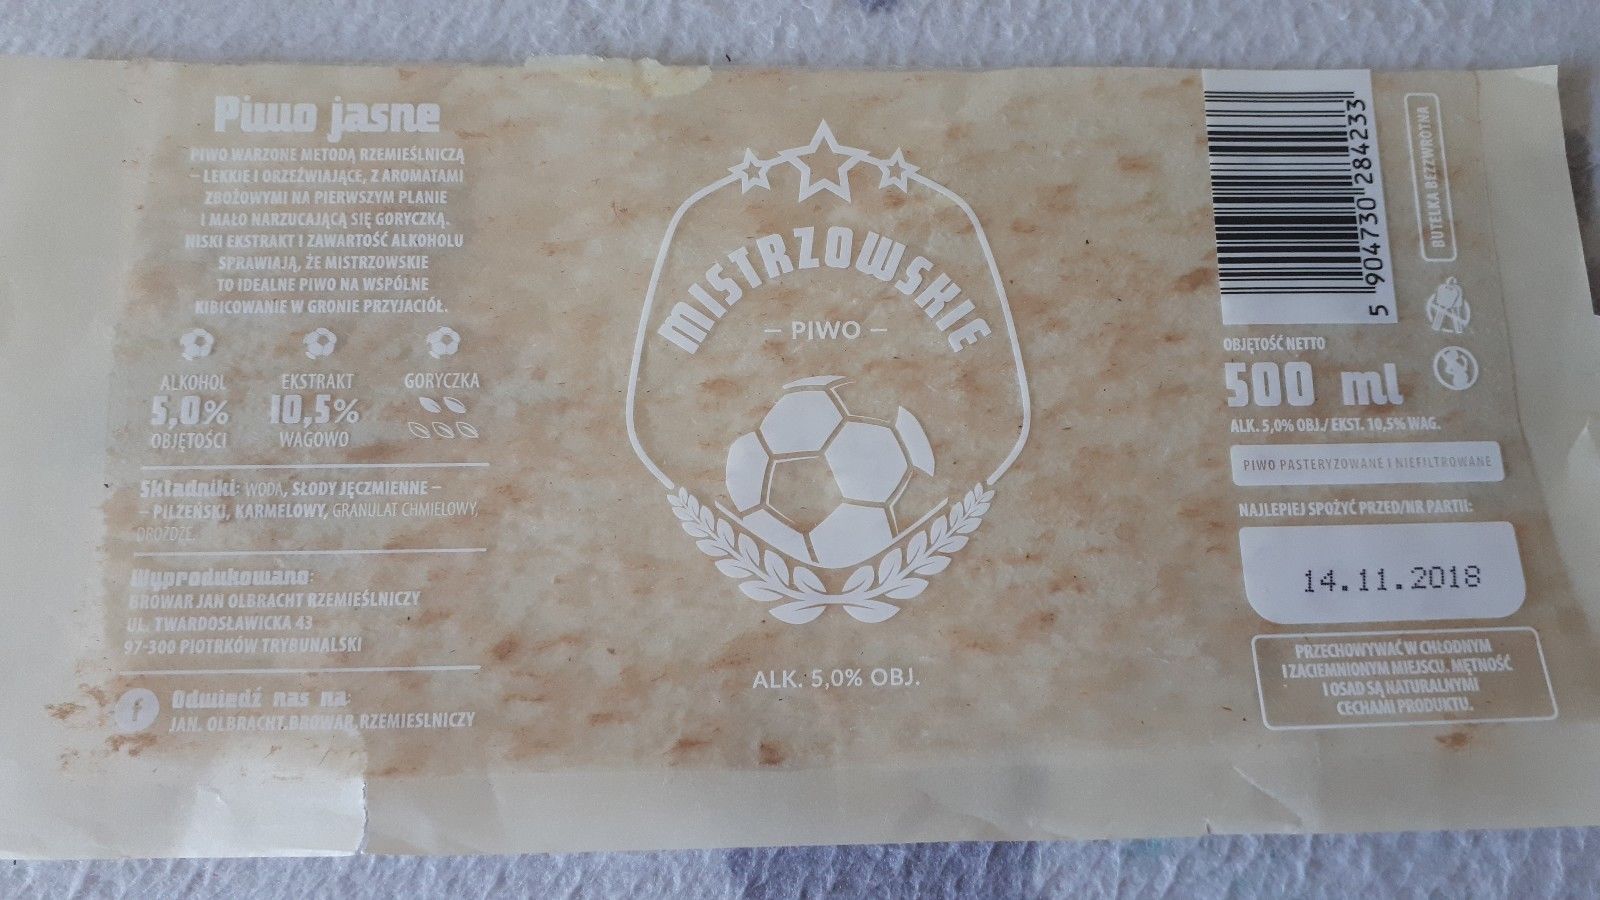 Piwo jasne
PIWO WARZONE METODĄ RZEMIEŚLNICZĄ
– LEKKIE I ORZEŹWIAJĄCE, Z AROMATAMI
ZBOŻOWYMI NA PIERWSZYM PLANIE
I MAŁO NARZUCAJĄCĄ SIĘ GORYCZKĄ.
NISKI EKSTRAKT I ZAWARTOŚĆ ALKOHOLU
SPRAWIAJĄ, ŻE MISTRZOWSKIE
TO IDEALNE PIWO NA WSPÓLNE
KIBICOWANIE W GRONIE PRZYJACIÓŁ.
ALKOHOL EKSTRAKT GORYCZKA
5,0% 10,5%
OBJĘTOŚCI WAGOWO
Składniki: WODA, SŁODY JĘCZMIENNE –
– PILZEŃSKI, KARMELOWY, GRANULAT CHMIELOWY,
DROŻDŻE.
Wyprodukowano:
BROWAR JAN OLBRACHT RZEMIEŚLNICZY
UL. TWARDOSŁAWICKA 43
97-300 PIOTRKÓW TRYBUNALSKI
f Odwiedź nas na:
JAN. OLBRACHT.BROWAR.RZEMIESLNICZY
MISTRZOWSKIE
– PIWO –
ALK. 5,0% OBJ.
5 904730 284233
BUTELKA BEZZWROTNA
OBJĘTOŚĆ NETTO
500 ml
ALK. 5,0% OBJ./ EKST. 10,5% WAG.
PIWO PASTERYZOWANE I NIEFILTROWANE
NAJLEPIEJ SPOŻYĆ PRZED/NR PARTII:
14.11.2018
PRZECHOWYWAĆ W CHŁODNYM
I ZACIEMNIONYM MIEJSCU. MĘTNOŚĆ
I OSAD SĄ NATURALNYMI
CECHAMI PRODUKTU.